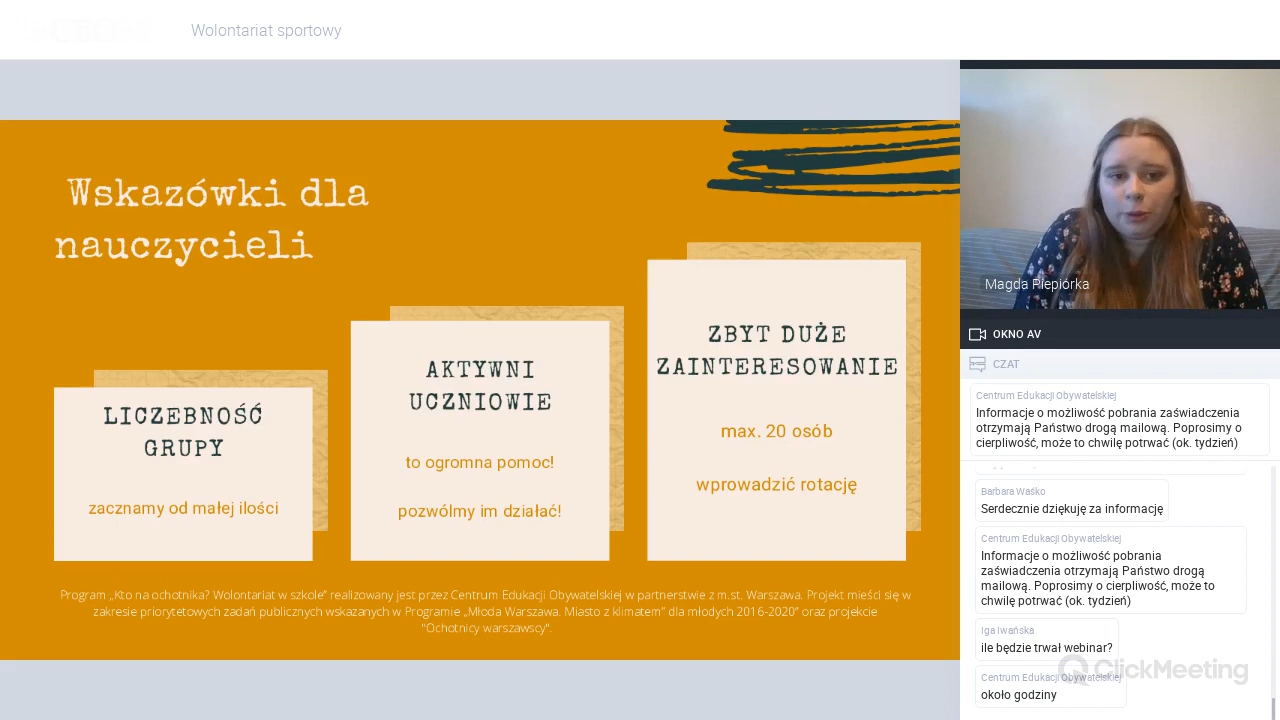 Wolontariat sportowy
Wskazówki dla
nauczycieli
LICZEBNOŚĆ
GRUPY
zacznamy od małej ilości
AKTYWNI
UCZNIOWIE
to ogromna pomoc!
pozwólmy im działać!
ZBYT DUŻE
ZAINTERESOWANIE
max. 20 osób
wprowadzić rotację
Program „Kto na ochotnika? Wolontariat w szkole” realizowany jest przez Centrum Edukacji Obywatelskiej w partnerstwie z m.st. Warszawa. Projekt mieści się w
zakresie priorytetowych zadań publicznych wskazanych w Programie „Młoda Warszawa. Miasto z klimatem” dla młodych 2016-2020” oraz projekcie
"Ochotnicy warszawscy".
Magda Piepiórka
OKNO AV
CZAT
Centrum Edukacji Obywatelskiej
Informacje o możliwość pobrania zaświadczenia
otrzymają Państwo drogą mailową. Poprosimy o
cierpliwość, może to chwilę potrwać (ok. tydzień)
Barbara Waśko
Serdecznie dziękuję za informację
Centrum Edukacji Obywatelskiej
Informacje o możliwość pobrania
zaświadczenia otrzymają Państwo drogą
mailową. Poprosimy o cierpliwość, może to
chwilę potrwać (ok. tydzień)
Iga Iwańska
ile będzie trwał webinar?
Centrum Edukacji Obywatelskiej
około godziny
ClickMeeting